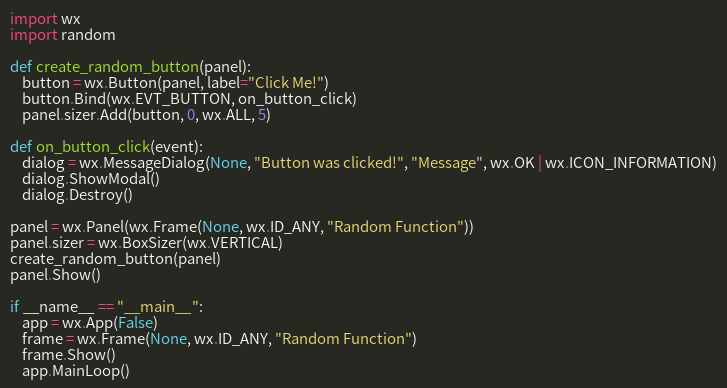 import wx
import random

def create_random_button(panel):
    button = wx.Button(panel, label="Click Me!")
    button.Bind(wx.EVT_BUTTON, on_button_click)
    panel.sizer.Add(button, 0, wx.ALL, 5)

def on_button_click(event):
    dialog = wx.MessageDialog(None, "Button was clicked!", "Message", wx.OK | wx.ICON_INFORMATION)
    dialog.ShowModal()
    dialog.Destroy()

panel = wx.Panel(wx.Frame(None, wx.ID_ANY, "Random Function"))
panel.sizer = wx.BoxSizer(wx.VERTICAL)
create_random_button(panel)
panel.Show()

if __name__ == "__main__":
    app = wx.App(False)
    frame = wx.Frame(None, wx.ID_ANY, "Random Function")
    frame.Show()
    app.MainLoop()